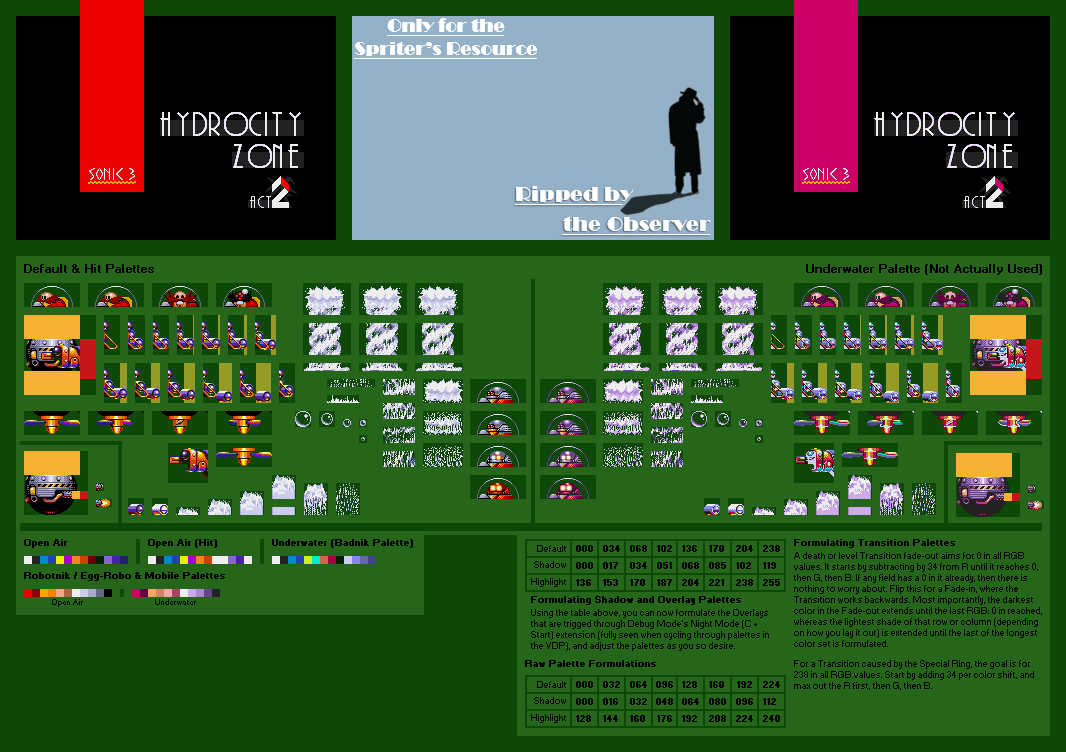 HYDROCITY
ZONE
ACT 2
SONIC 3
Only for the
Spriter's Resource
Ripped by
the Observer
HYDROCITY
ZONE
ACT 2
SONIC 3
Default & Hit Palettes
Underwater Palette (Not Actually Used)
Open Air
Open Air (Hit)
Underwater (Badnik Palette)
Robotnik / Egg-Robo & Mobile Palettes
Open Air
Underwater
Default 000 034 068 102 136 170 204 238
Shadow 000 017 034 051 068 085 102 119
Highlight 136 153 170 187 204 221 238 255
Formulating Shadow and Overlay Palettes
Using the table above, you can now formulate the Overlays
that are trigged through Debug Mode's Night Mode (C +
Start) extension (fully seen when cycling through palettes in
the VDP), and adjust the palettes as you so desire.
Raw Palette Formulations
Default 000 032 064 096 128 160 192 224
Shadow 000 016 032 048 064 080 096 112
Highlight 128 144 160 176 192 208 224 240
Formulating Transition Palettes
A death or level Transition fade-out aims for 0 in all RGB
values. It starts by subtracting by 34 from R until it reaches 0,
then G, then B. If any field has a 0 in it already, then there is
nothing to worry about. Flip this for a Fade-in, where the
Transition works backwards. Most importantly, the darkest
color in the Fade-out extends until the last RGB: 0 in reached,
whereas the lightest shade of that row or column (depending
on how you lay it out) is extended until the last of the longest
color set is formulated.
For a Transition caused by the Special Ring, the goal is for
238 in all RGB values. Start by adding 34 per color shift, and
max out the R first, then G, then B.